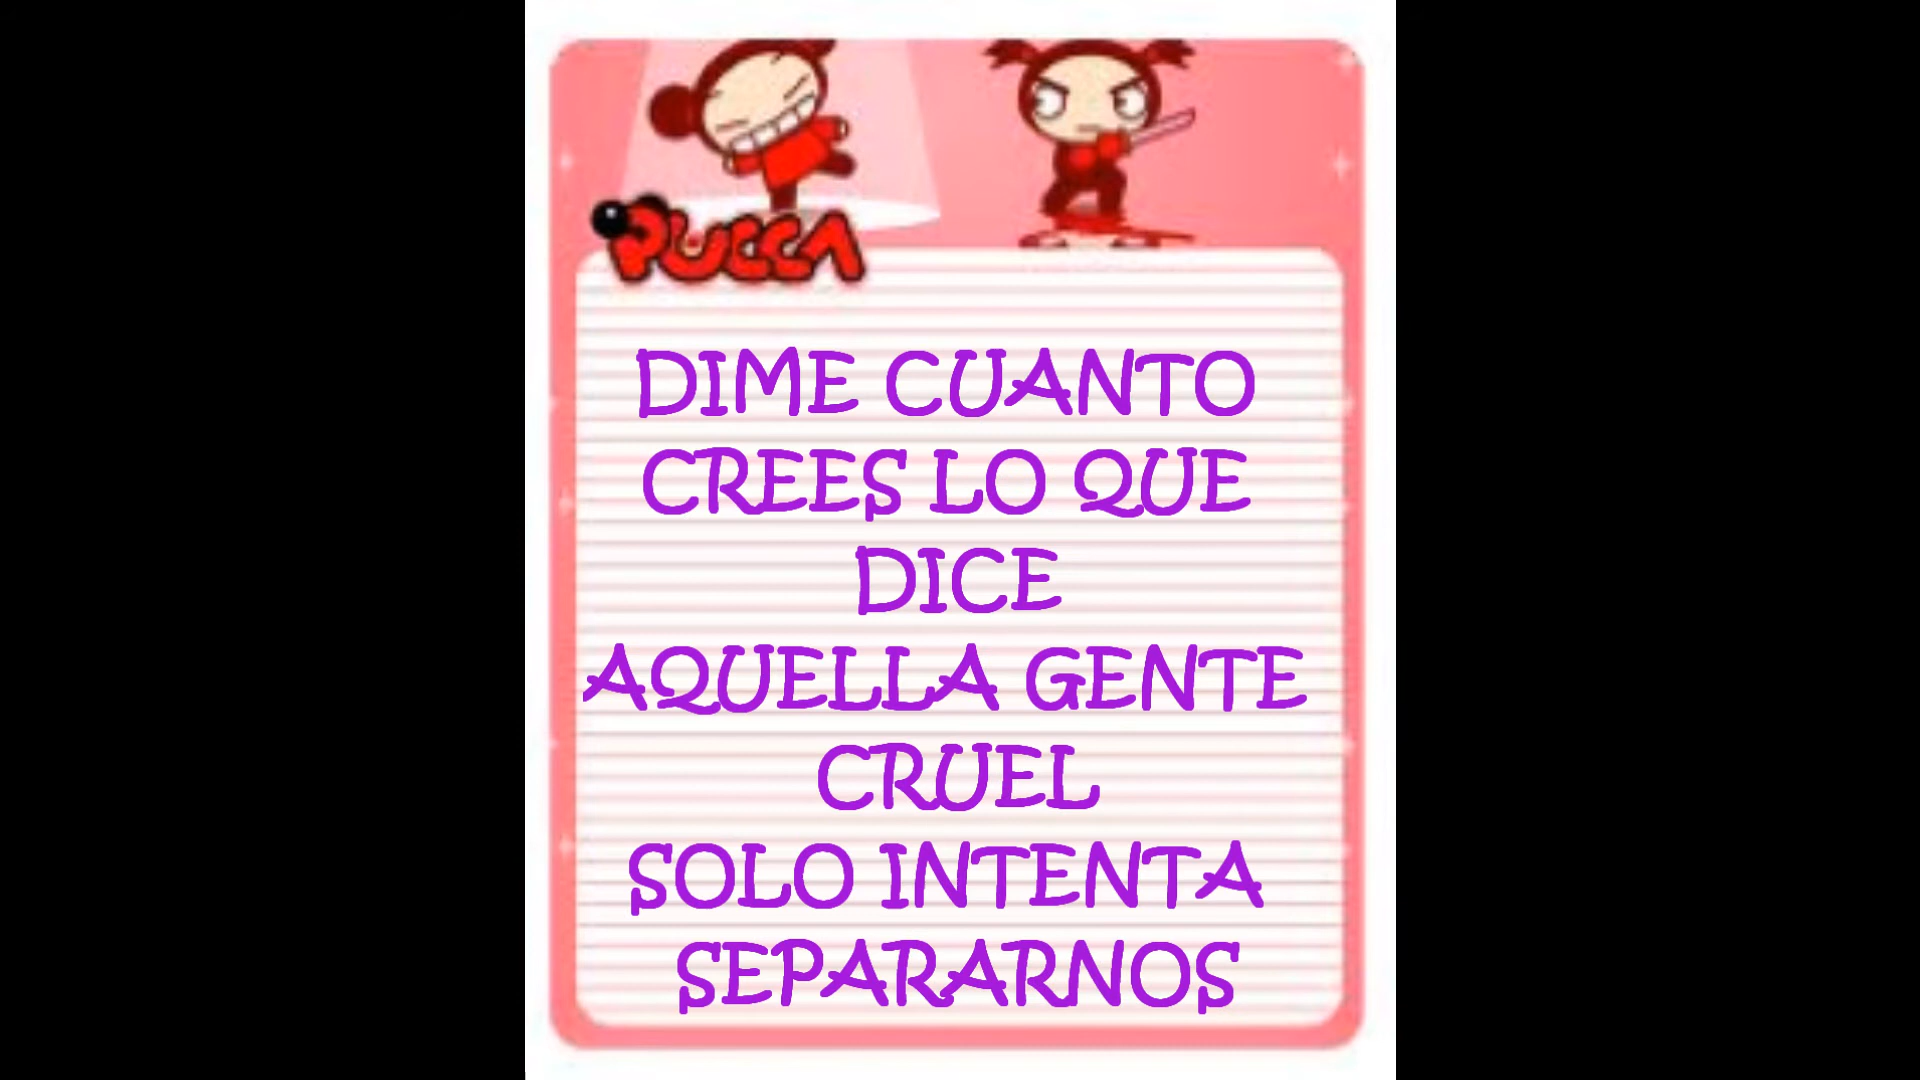 PUCCA
DIME CUANTO
CREES LO QUE
DICE
AQUELLA GENTE
CRUEL
SOLO INTENTA
SEPARARNOS